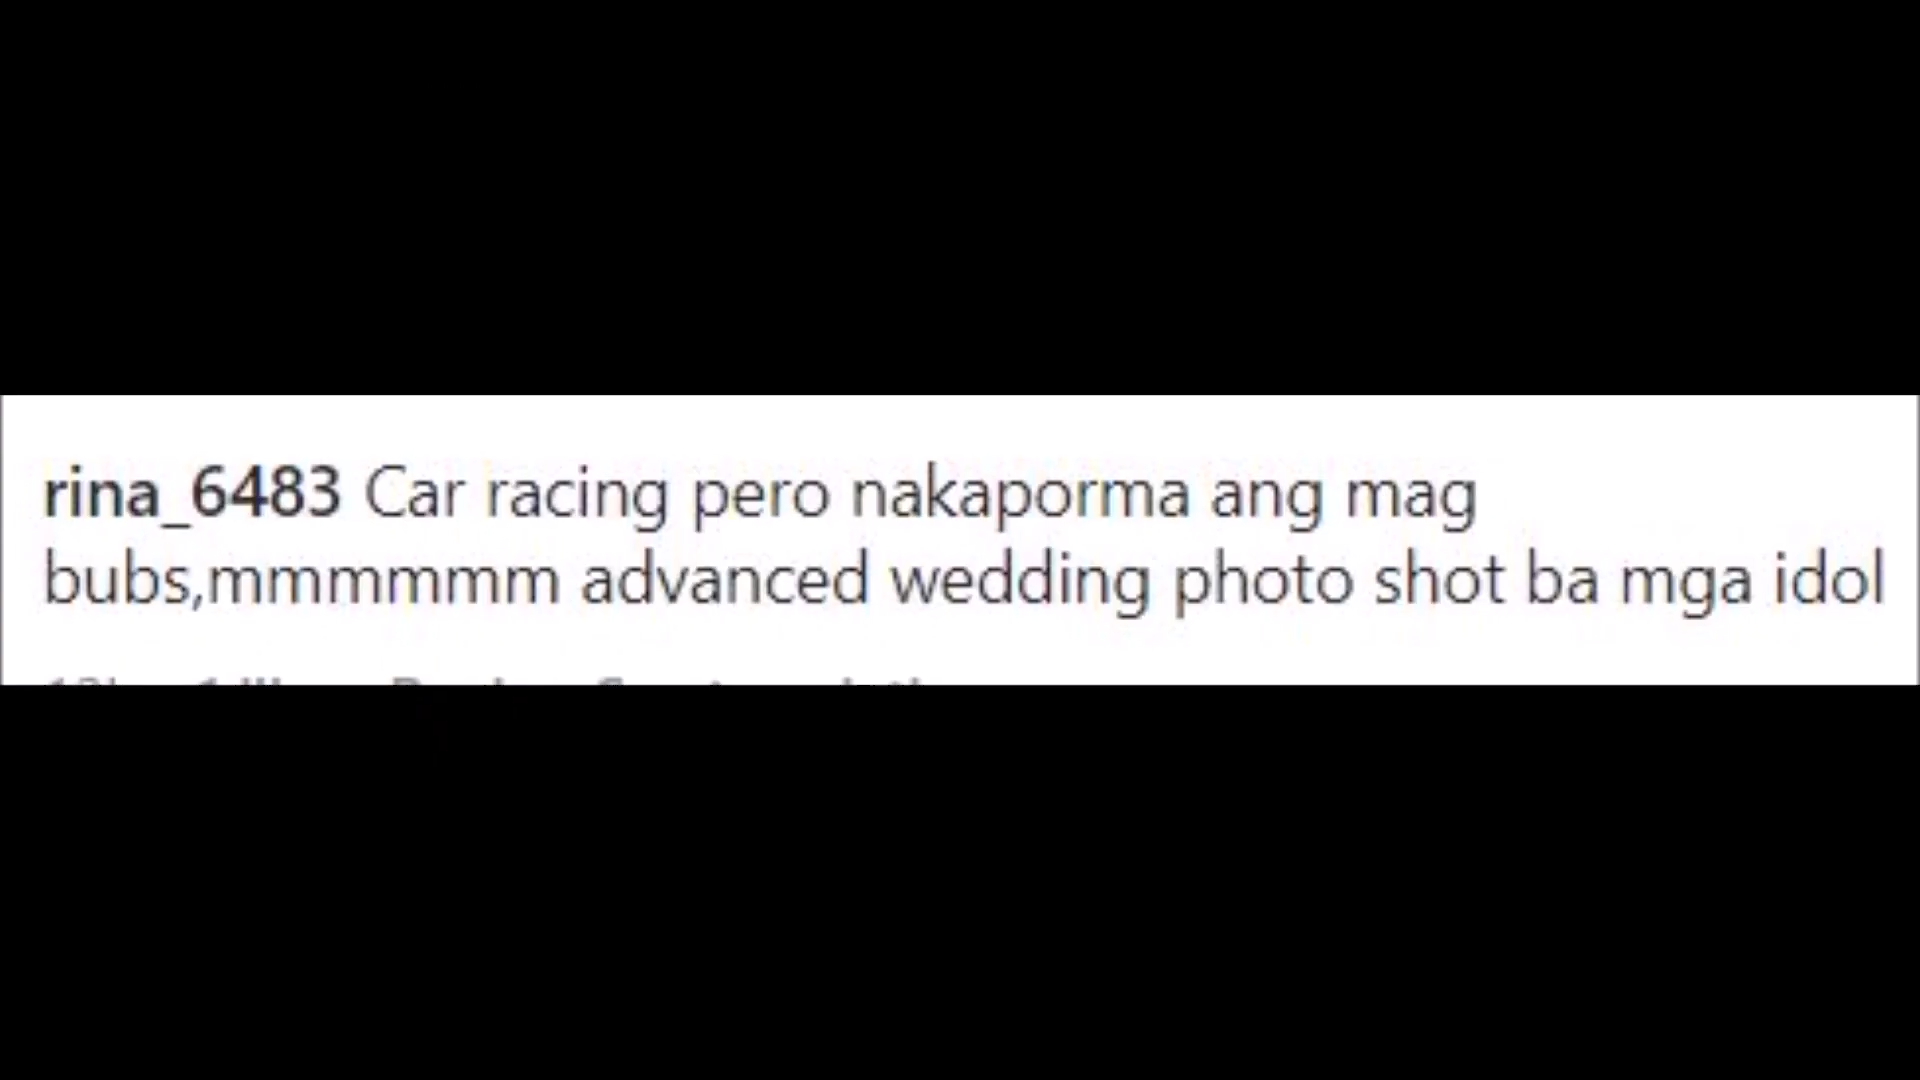 rina_6483 Car racing pero nakaporma ang mag
bubs,mmmmmm advanced wedding photo shot ba mga idol